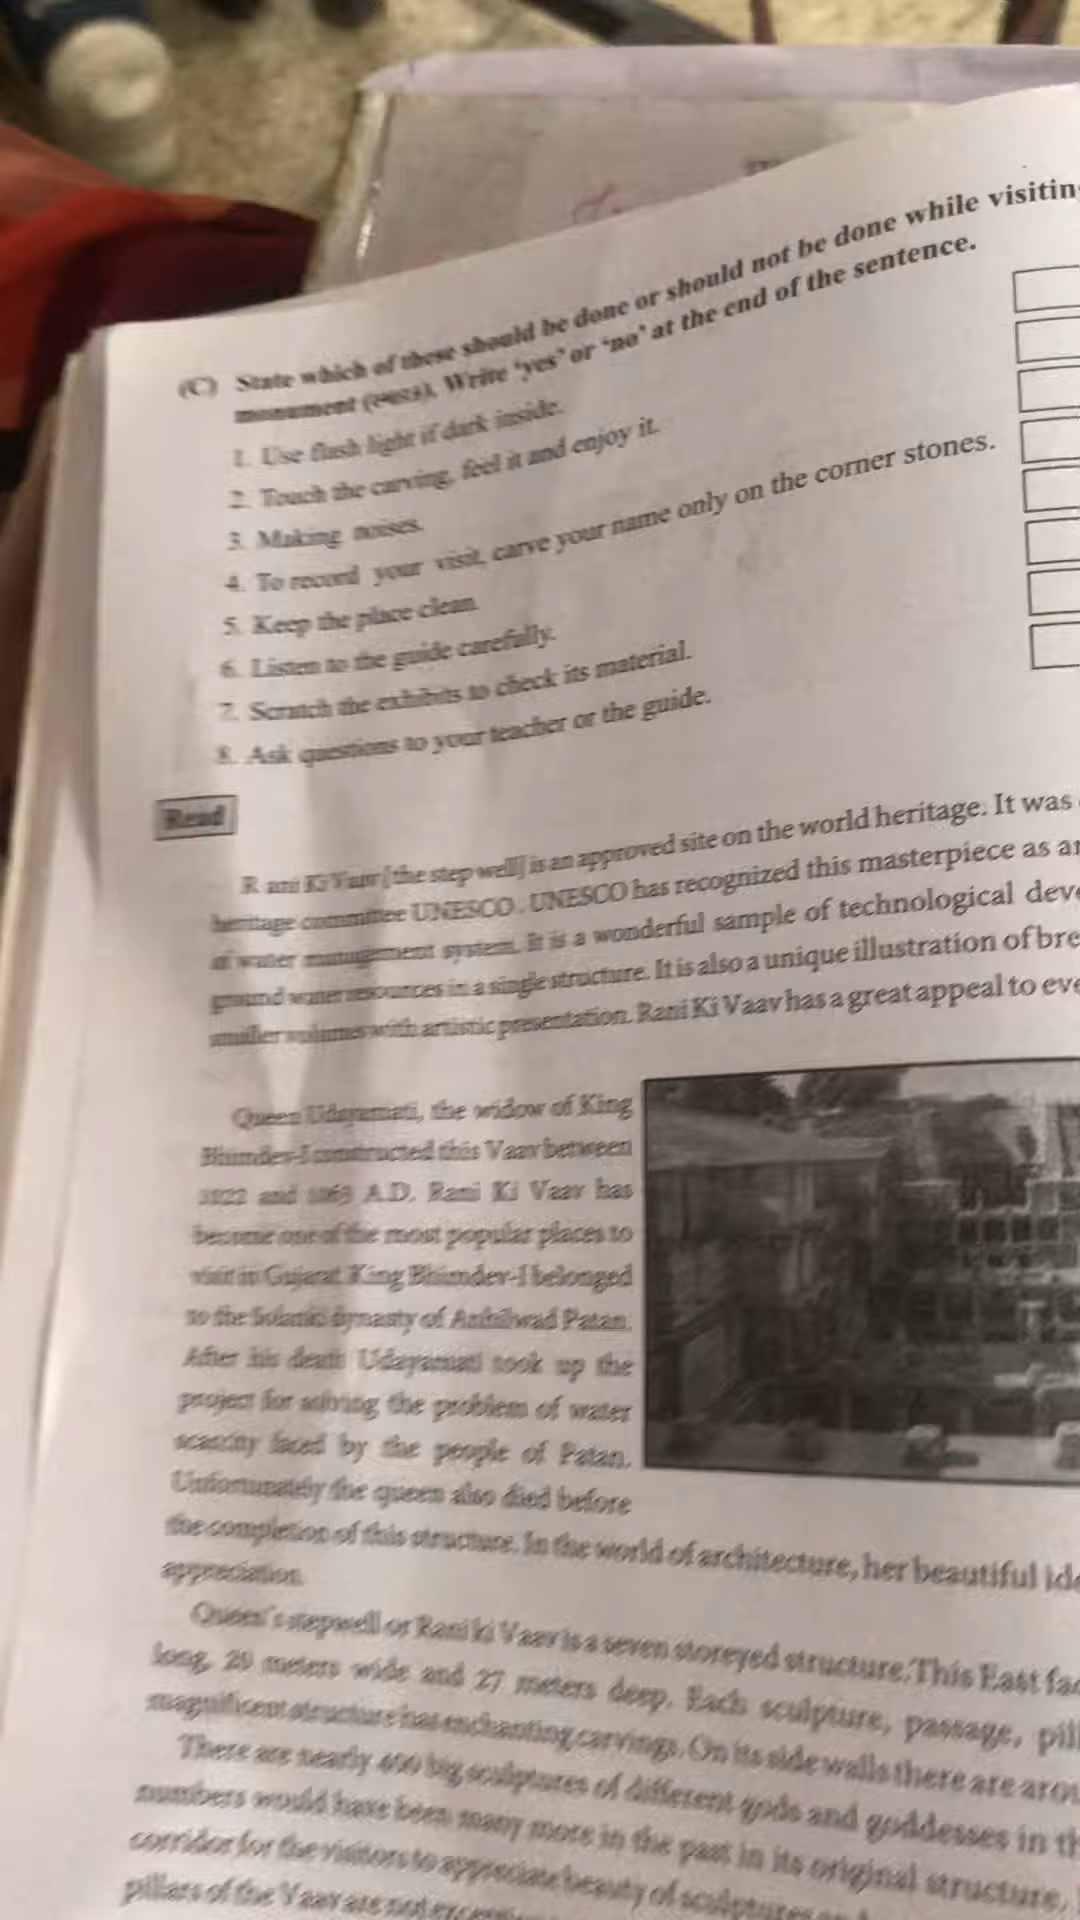 (C) State which of these should be done or should not be done while visitin
monument Write 'yes' or 'no' at the end of the sentence.
1. Use flash light if dark inside.
2. Touch the carving, feel it and enjoy it.
3. Making noises.
4. To record your visit, carve your name only on the corner stones.
5. Keep the place clean.
6. Listen to the guide carefully.
7. Scratch the exhibits to check its material.
8. Ask questions to your teacher or the guide.
Read
Rani Ki Vaav [the step well] is an approved site on the world heritage. It was
heritage committee UNESCO. UNESCO has recognized this masterpiece as an
of water management system. It is a wonderful sample of technological deve
ground water resources in a single structure. It is also a unique illustration of bre
smaller volumes with artistic presentation. Rani Ki Vaav has a great appeal to eve
Queen Udayamati, the widow of King
Bhimdev-I constructed this Vaav between
A.D. Rani Ki Vaav has
become one of the most popular places to
visit in Gujarat. King Bhimdev-I belonged
to the Solanki dynasty of Anhilwad Patan.
After his death Udayamati took up the
project for solving the problem of water
scarcity faced by the people of Patan.
Unfortunately the queen also died before
the completion of this structure. In the world of architecture, her beautiful ide
appreciation.
Queen's stepwell or Rani ki Vaav is a seven storeyed structure. This East fac
long, 20 meters wide and 27 meters deep. Each sculpture, passage, pill
magnificent structure has enchanting carvings. On its side walls there are arou
There are nearly 400 big sculptures of different gods and goddesses in th
numbers would have been many more in the past in its original structure.
corridor for the visitors to appreciate beauty of sculptures
pillars of the Vaav are not